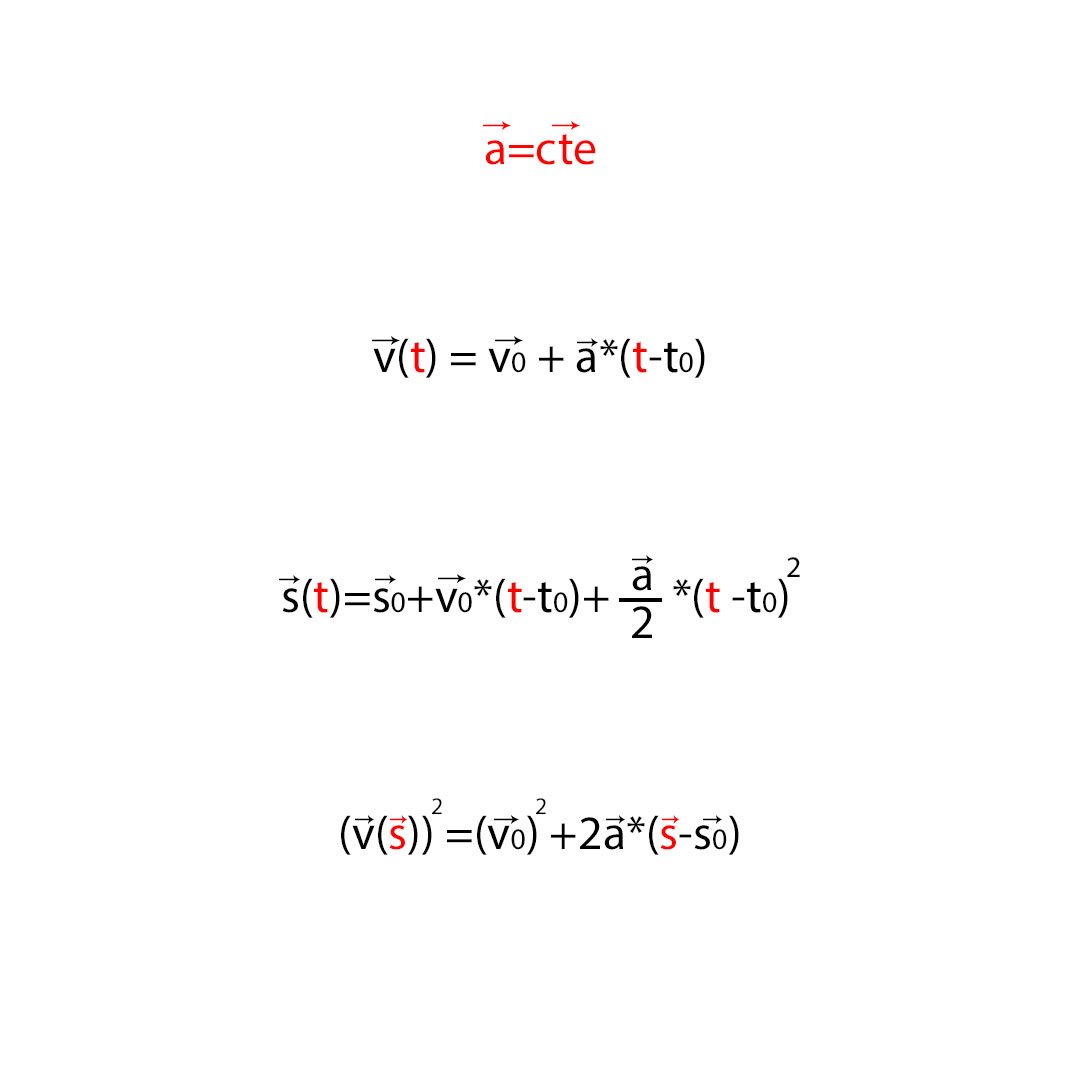 a⃗=ct⃗e
v⃗(t) = v⃗₀ + a⃗*(t-t₀)
s⃗(t)=s⃗₀+v⃗₀*(t-t₀)+ a⃗/2 *(t -t₀)²
(v⃗(s⃗))²=(v⃗₀)²+2a⃗*(s⃗-s⃗₀)